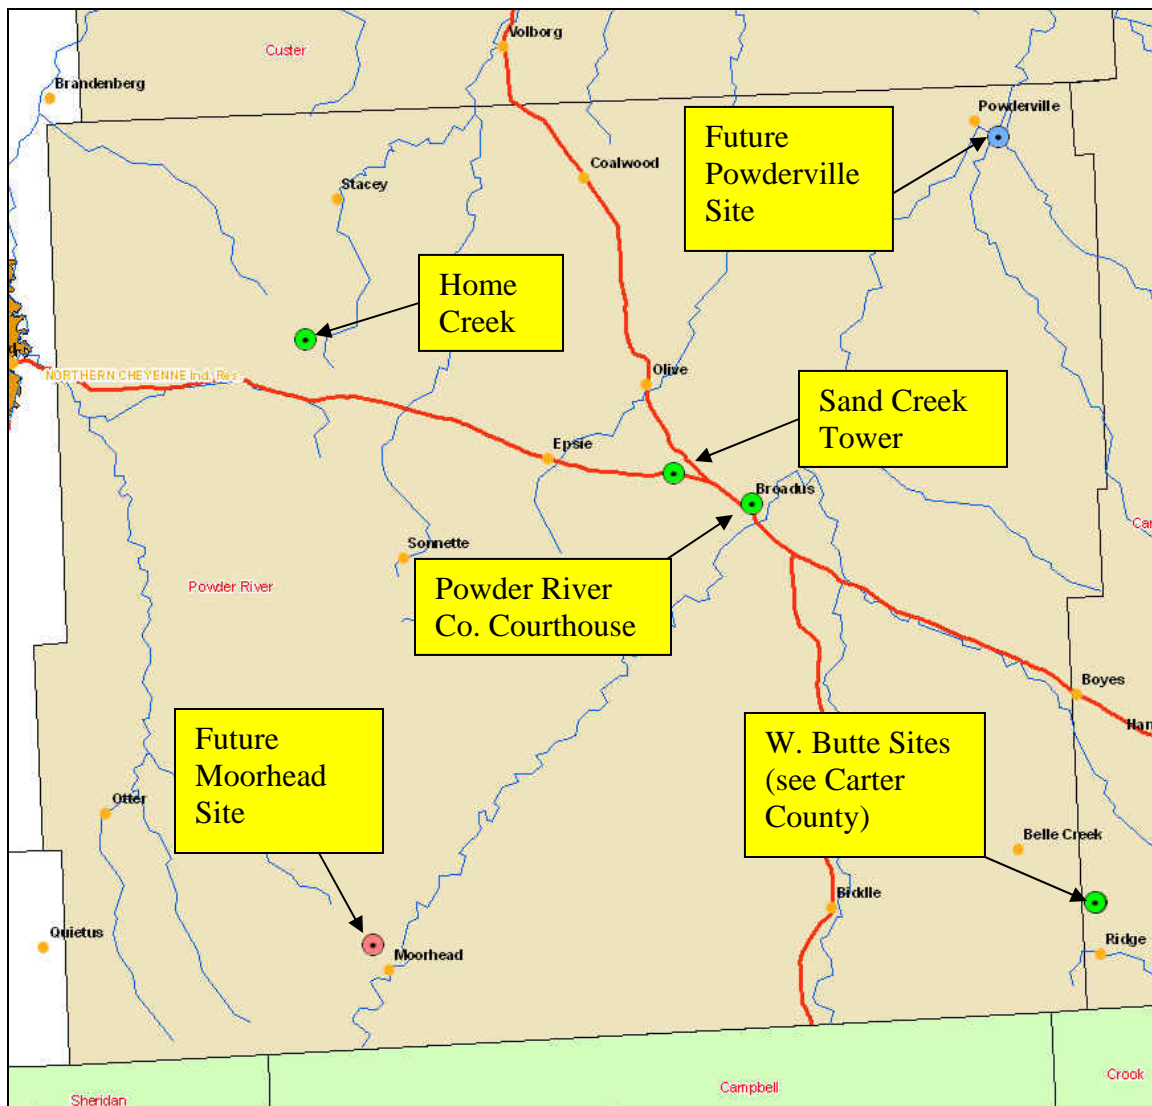 Volborg
Custer
Brandenberg
Powderville
Future
Powderville
Site
Coalwood
Stacey
Home
Creek
NORTHERN CHEYENNE Ind. Res.
Olive
Sand Creek
Tower
Epsie
Broadus
Sonnette
Powder River
Powder River
Co. Courthouse
Boyes
Future
Moorhead
Site
W. Butte Sites
(see Carter
County)
Otter
Belle Creek
Biddle
Quietus
Moorhead
Ridge
Sheridan
Campbell
Crook